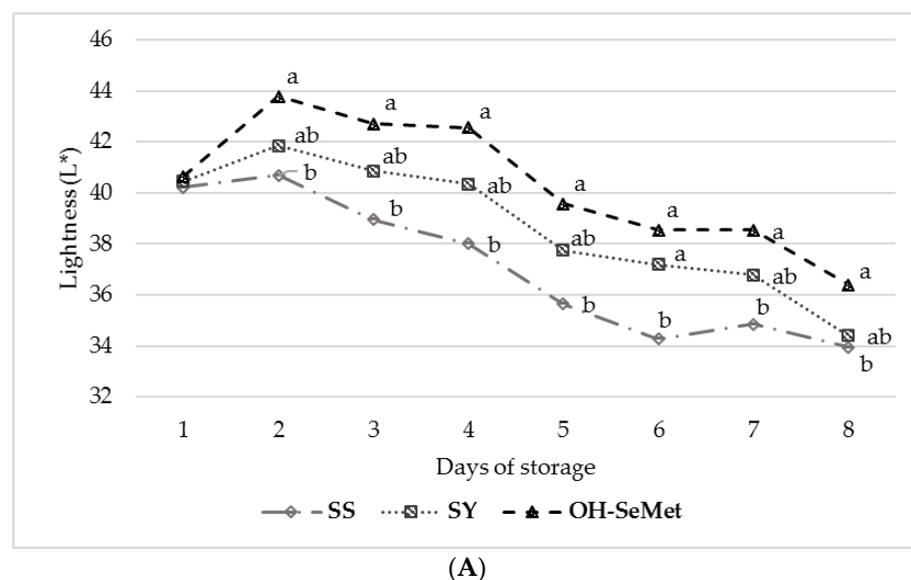 46
44
42
40
38
36
34
32
Lightness (L*)
a
a
a
a
a
a
a
ab
ab
ab
ab
a
ab
ab
b
b
b
b
b
b
b
1 2 3 4 5 6 7 8
Days of storage
SS SY OH-SeMet
(A)